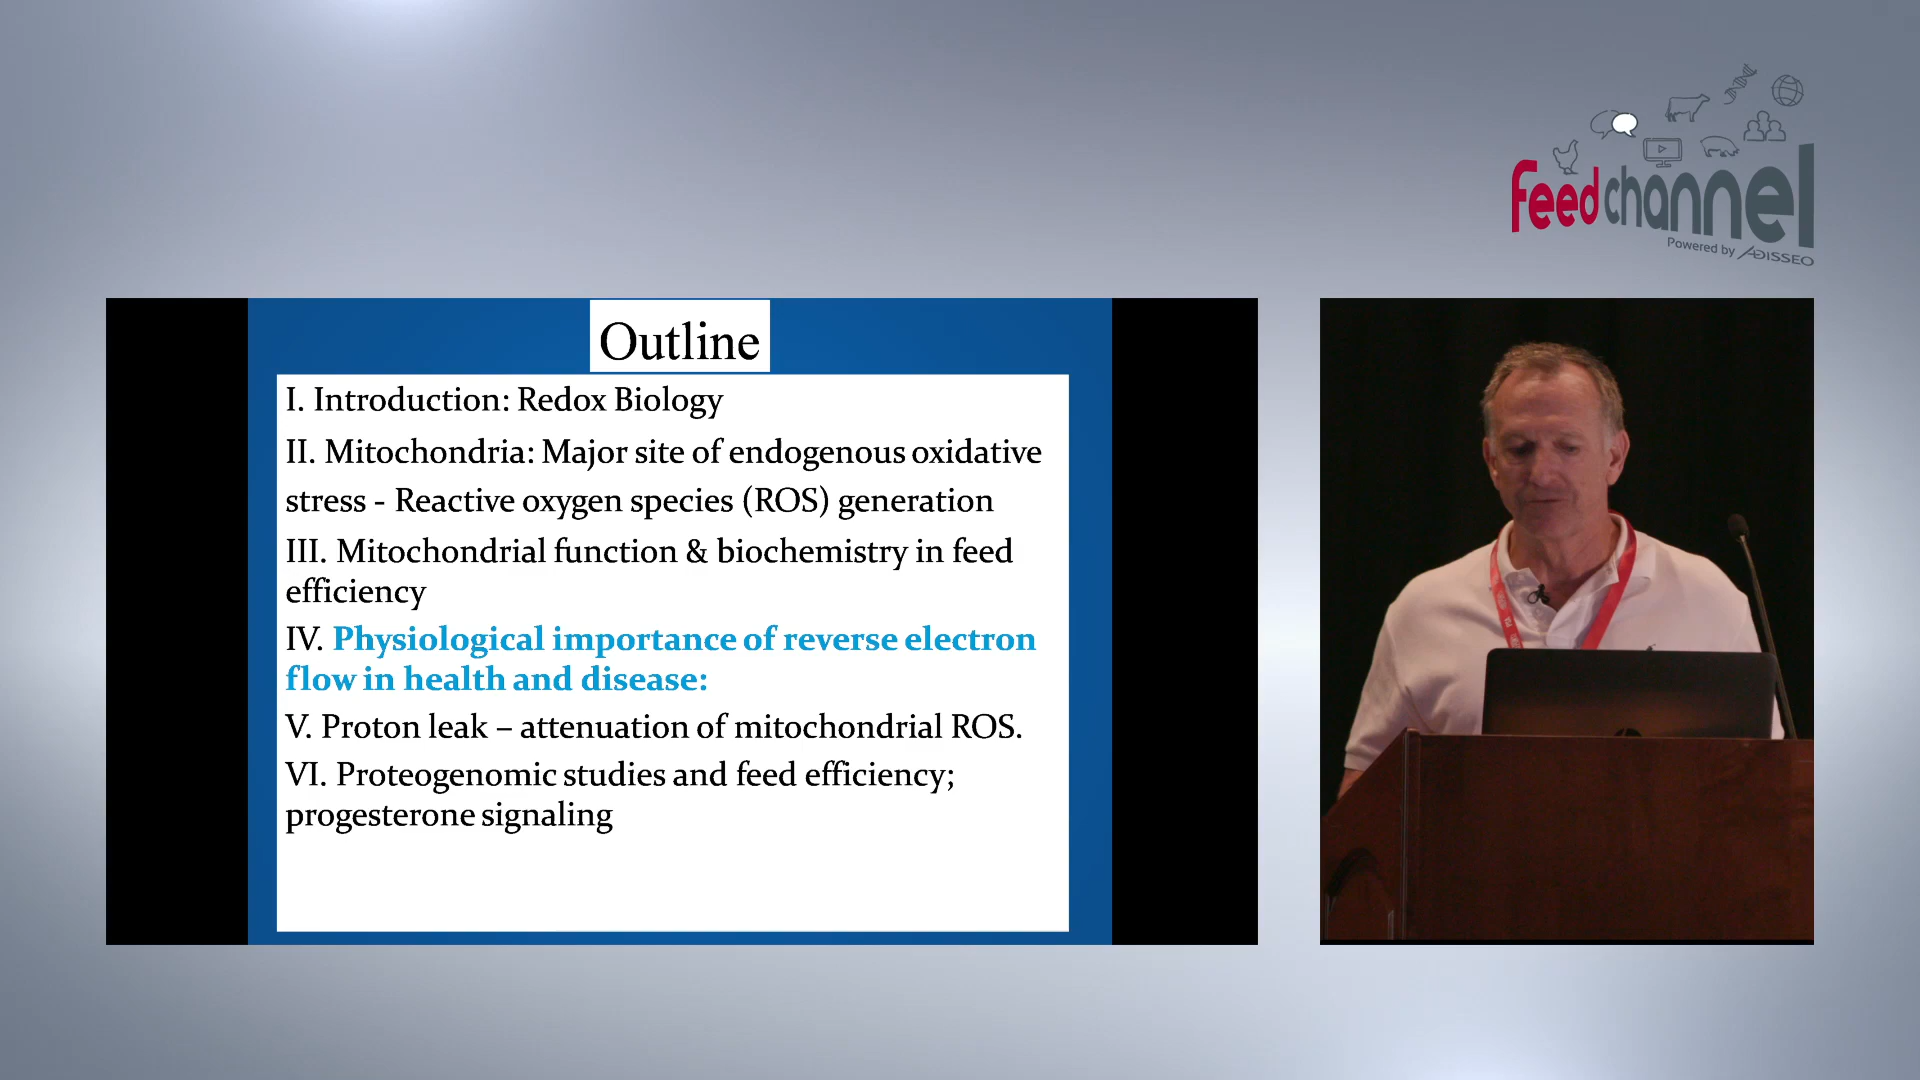 feedchannel
Powered by ADISSEO
Outline
I. Introduction: Redox Biology
II. Mitochondria: Major site of endogenous oxidative
stress - Reactive oxygen species (ROS) generation
III. Mitochondrial function & biochemistry in feed
efficiency
IV. Physiological importance of reverse electron
flow in health and disease:
V. Proton leak – attenuation of mitochondrial ROS.
VI. Proteogenomic studies and feed efficiency;
progesterone signaling